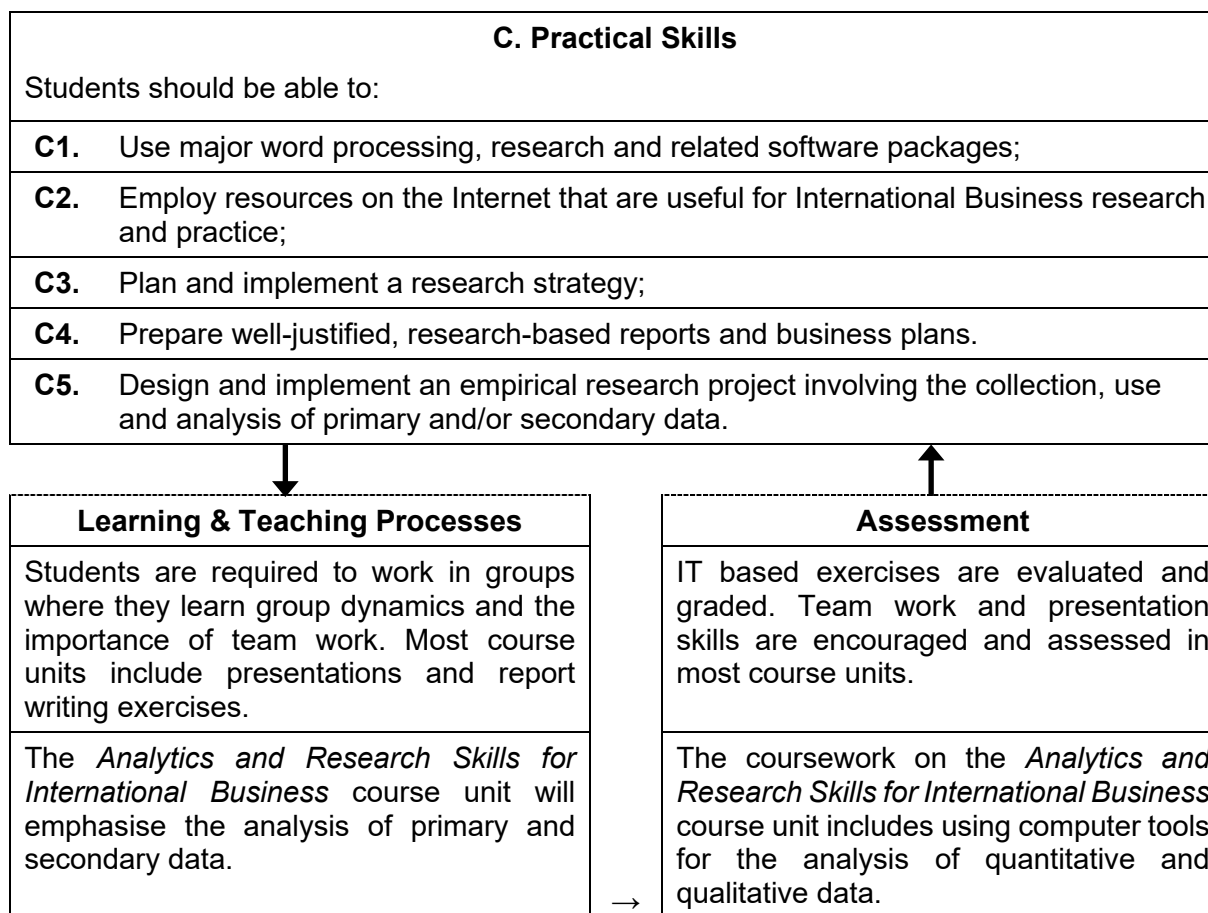 C. Practical Skills
Students should be able to:
C1. Use major word processing, research and related software packages;
C2. Employ resources on the Internet that are useful for International Business research
and practice;
C3. Plan and implement a research strategy;
C4. Prepare well-justified, research-based reports and business plans.
C5. Design and implement an empirical research project involving the collection, use
and analysis of primary and/or secondary data.
Learning & Teaching Processes
Students are required to work in groups
where they learn group dynamics and the
importance of team work. Most course
units include presentations and report
writing exercises.
The Analytics and Research Skills for
International Business course unit will
emphasise the analysis of primary and
secondary data.
→
Assessment
IT based exercises are evaluated and
graded. Team work and presentation
skills are encouraged and assessed in
most course units.
The coursework on the Analytics and
Research Skills for International Business
course unit includes using computer tools
for the analysis of quantitative and
qualitative data.